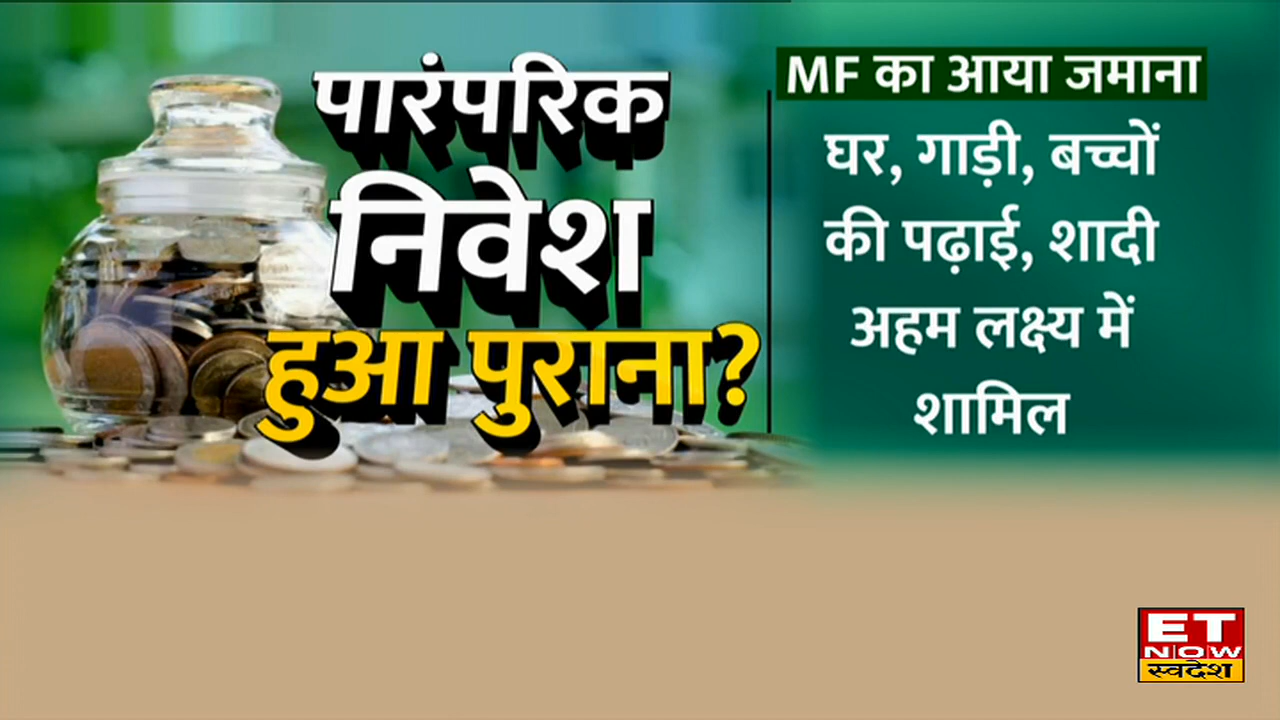 पारंपरिक
निवेश
हुआ पुराना?
MF का आया जमाना
घर, गाड़ी, बच्चों
की पढ़ाई, शादी
अहम लक्ष्य में
शामिल
ET
NOW
स्वदेश